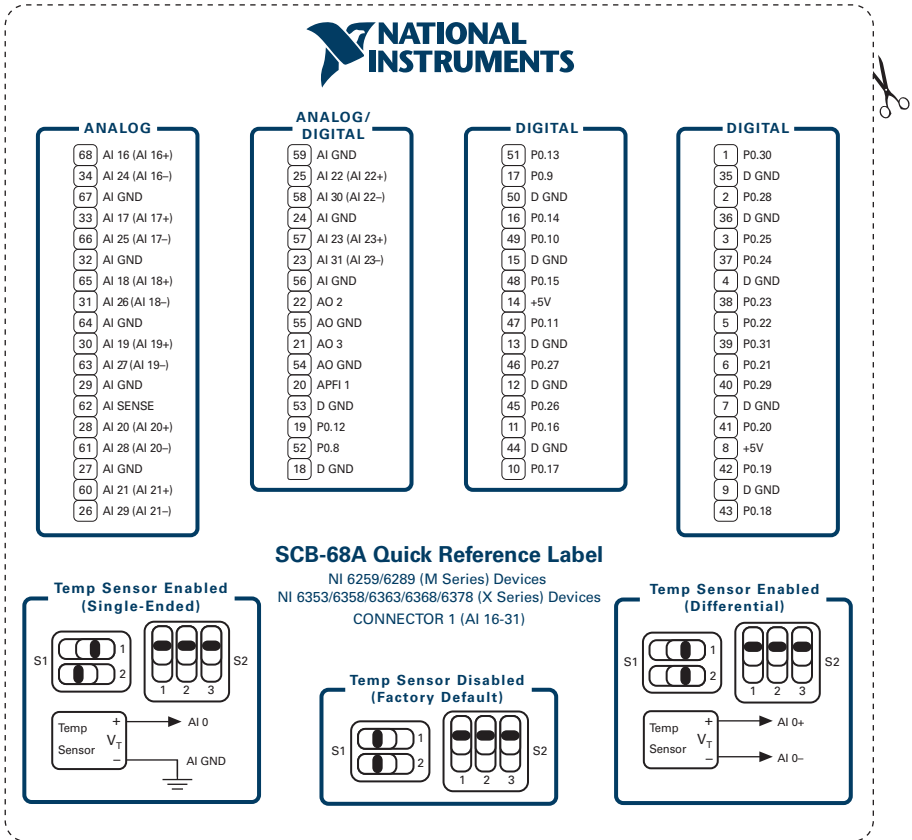 NATIONAL
INSTRUMENTS
ANALOG
68 AI 16 (AI 16+)
34 AI 24 (AI 16–)
67 AI GND
33 AI 17 (AI 17+)
66 AI 25 (AI 17–)
32 AI GND
65 AI 18 (AI 18+)
31 AI 26 (AI 18–)
64 AI GND
30 AI 19 (AI 19+)
63 AI 27 (AI 19–)
29 AI GND
62 AI SENSE
28 AI 20 (AI 20+)
61 AI 28 (AI 20–)
27 AI GND
60 AI 21 (AI 21+)
26 AI 29 (AI 21–)
ANALOG/
DIGITAL
59 AI GND
25 AI 22 (AI 22+)
58 AI 30 (AI 22–)
24 AI GND
57 AI 23 (AI 23+)
23 AI 31 (AI 23–)
56 AI GND
22 AO 2
55 AO GND
21 AO 3
54 AO GND
20 APFI 1
53 D GND
19 P0.12
52 P0.8
18 D GND
DIGITAL
51 P0.13
17 P0.9
50 D GND
16 P0.14
49 P0.10
15 D GND
48 P0.15
14 +5V
47 P0.11
13 D GND
46 P0.27
12 D GND
45 P0.26
11 P0.16
44 D GND
10 P0.17
DIGITAL
1 P0.30
35 D GND
2 P0.28
36 D GND
3 P0.25
37 P0.24
4 D GND
38 P0.23
5 P0.22
39 P0.31
6 P0.21
40 P0.29
7 D GND
41 P0.20
8 +5V
42 P0.19
9 D GND
43 P0.18
SCB-68A Quick Reference Label
NI 6259/6289 (M Series) Devices
NI 6353/6358/6363/6368/6378 (X Series) Devices
CONNECTOR 1 (AI 16-31)
Temp Sensor Enabled
(Single-Ended)
S1 1 2
S2 1 2 3
Temp
Sensor
+ VT –
AI 0
AI GND
Temp Sensor Disabled
(Factory Default)
S1 1 2
S2 1 2 3
Temp Sensor Enabled
(Differential)
S1 1 2
S2 1 2 3
Temp
Sensor
+ VT –
AI 0+
AI 0–